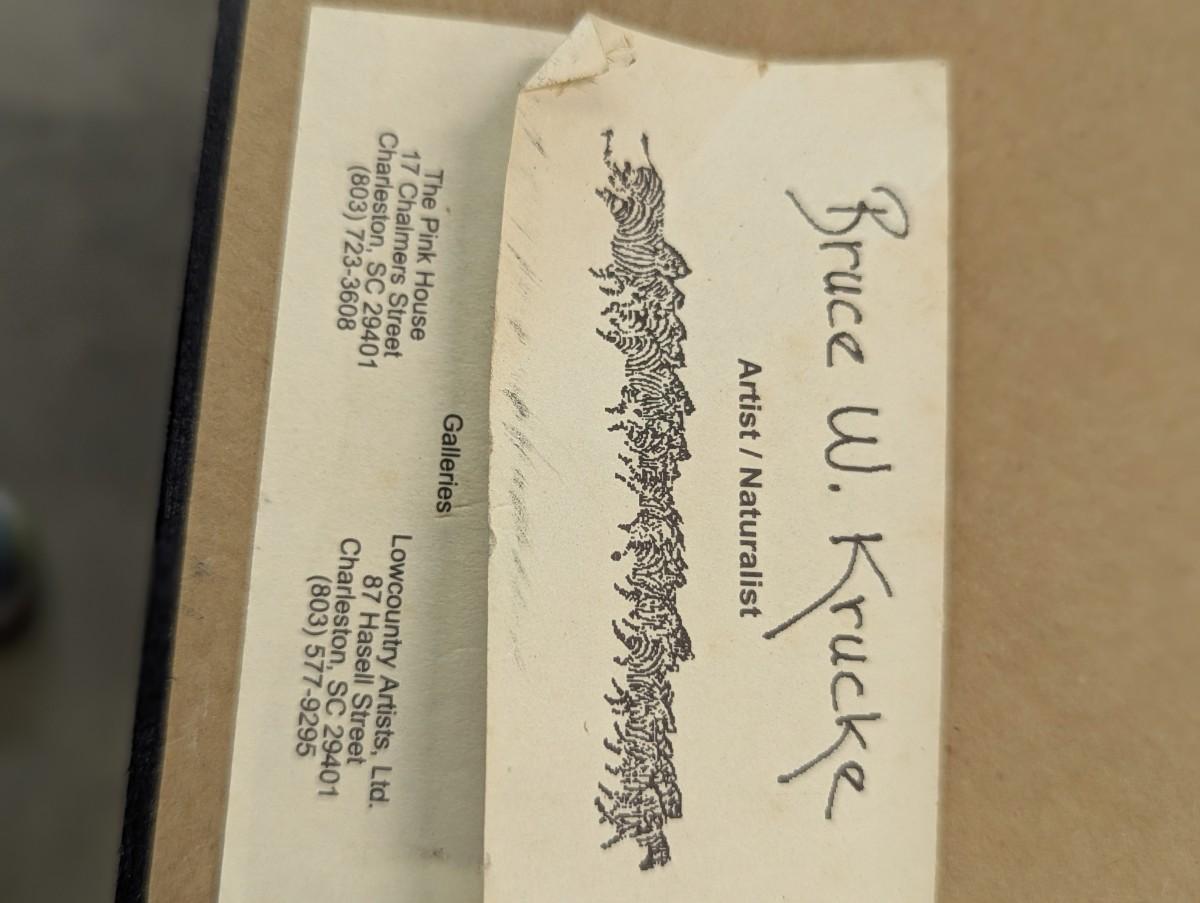 Bruce W. Krucke
Artist / Naturalist
Galleries
The Pink House
17 Chalmers Street
Charleston, SC 29401
(803) 723-3608
Lowcountry Artists, Ltd.
87 Hasell Street
Charleston, SC 29401
(803) 577-9295